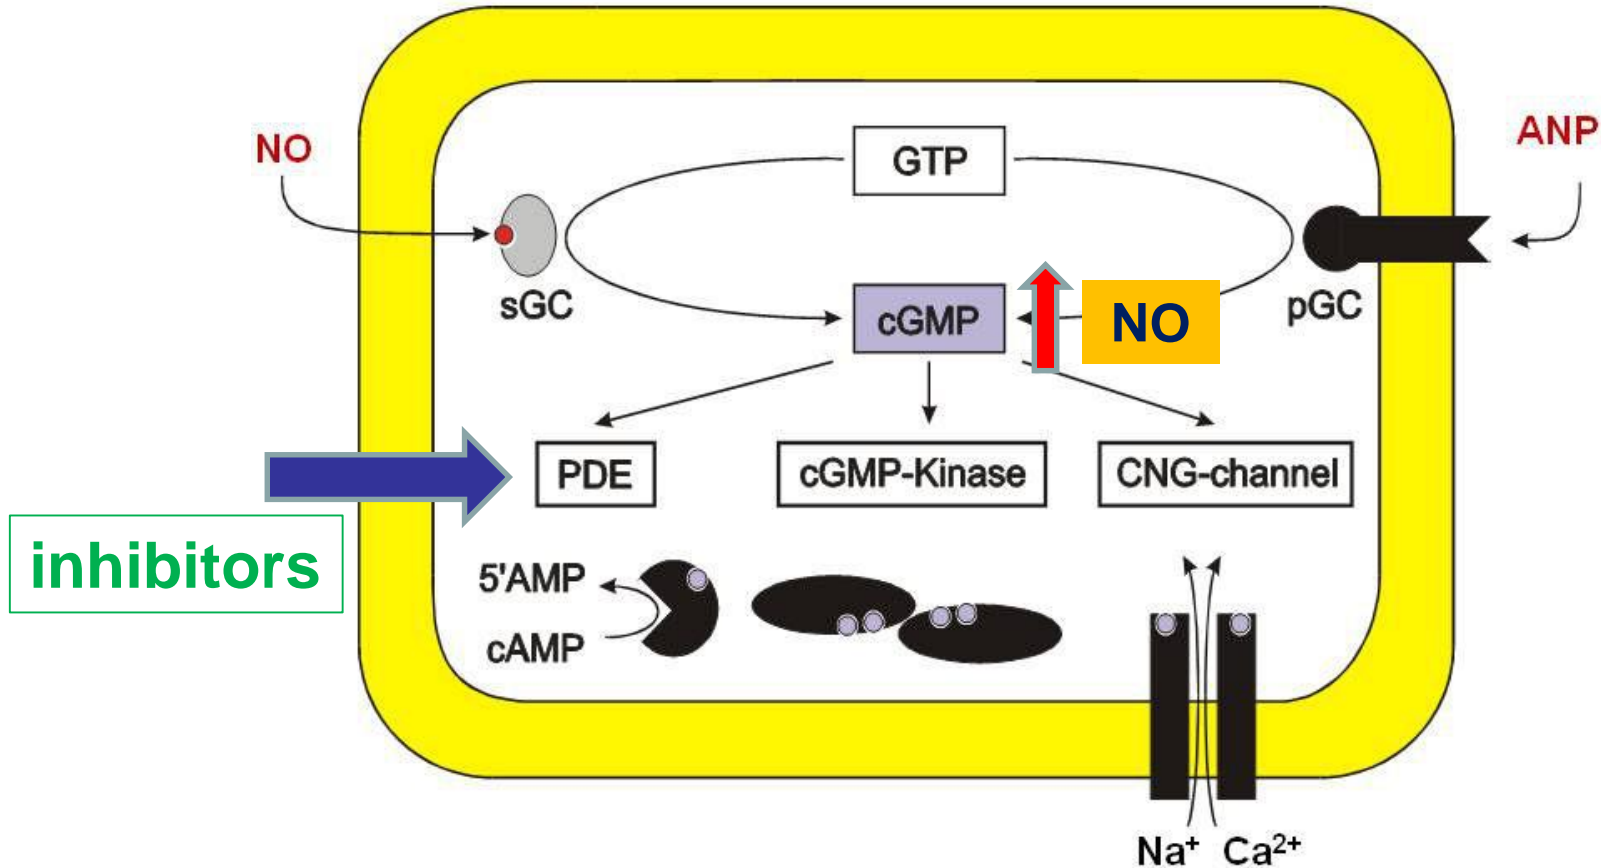 NO
GTP
ANP
sGC
cGMP
NO
pGC
PDE
cGMP-Kinase
CNG-channel
inhibitors
5'AMP
cAMP
Na⁺ Ca²⁺